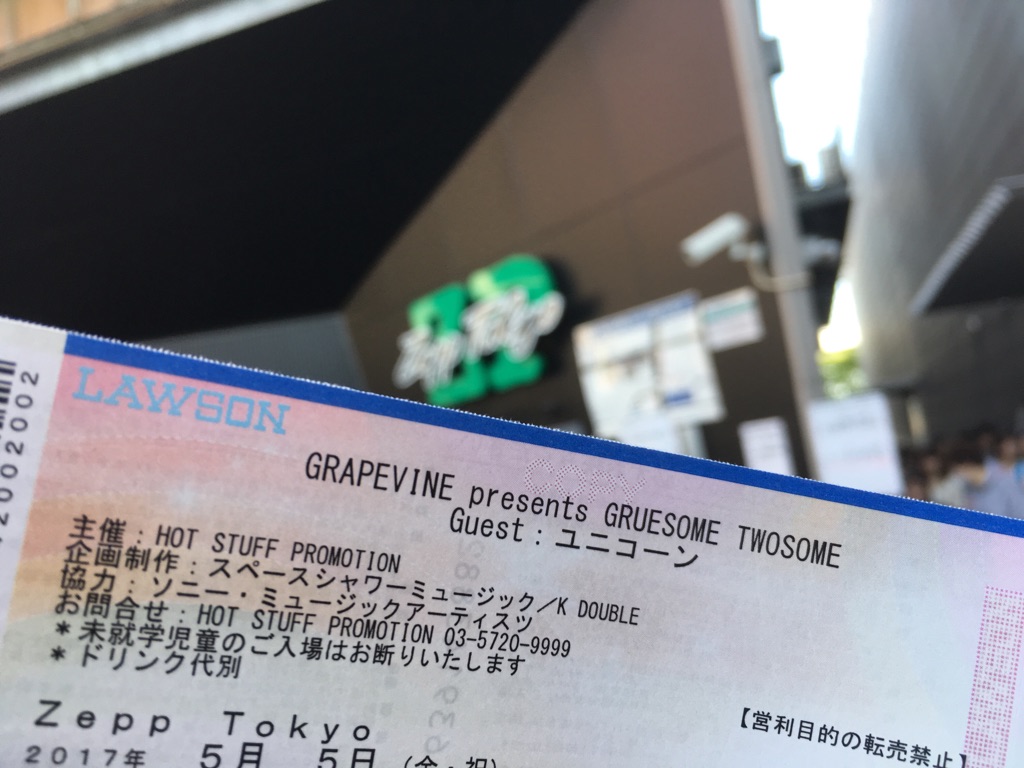 Zepp Tokyo
LAWSON
COPY
GRAPEVINE presents GRUESOME TWOSOME
Guest：ユニコーン
主催：HOT STUFF PROMOTION
企画制作：スペースシャワーミュージック／K DOUBLE
協力：ソニー・ミュージックアーティスツ
お問合せ：HOT STUFF PROMOTION 03-5720-9999
＊未就学児童のご入場はお断りいたします
＊ドリンク代別
【営利目的の転売禁止】
Ｚｅｐｐ　Ｔｏｋｙｏ
2017年　5月　5日（金・祝）